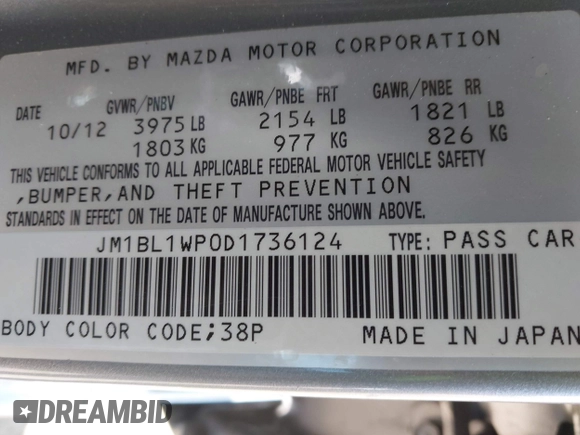 MFD. BY MAZDA MOTOR CORPORATION
DATE GVWR/PNBV GAWR/PNBE FRT GAWR/PNBE RR
10/12 3975 LB 2154 LB 1821 LB
1803 KG 977 KG 826 KG
THIS VEHICLE CONFORMS TO ALL APPLICABLE FEDERAL MOTOR VEHICLE SAFETY
,BUMPER,AND THEFT PREVENTION
STANDARDS IN EFFECT ON THE DATE OF MANUFACTURE SHOWN ABOVE.
JM1BL1WP0D1736124 TYPE: PASS CAR
BODY COLOR CODE;38P MADE IN JAPAN
DREAMBID